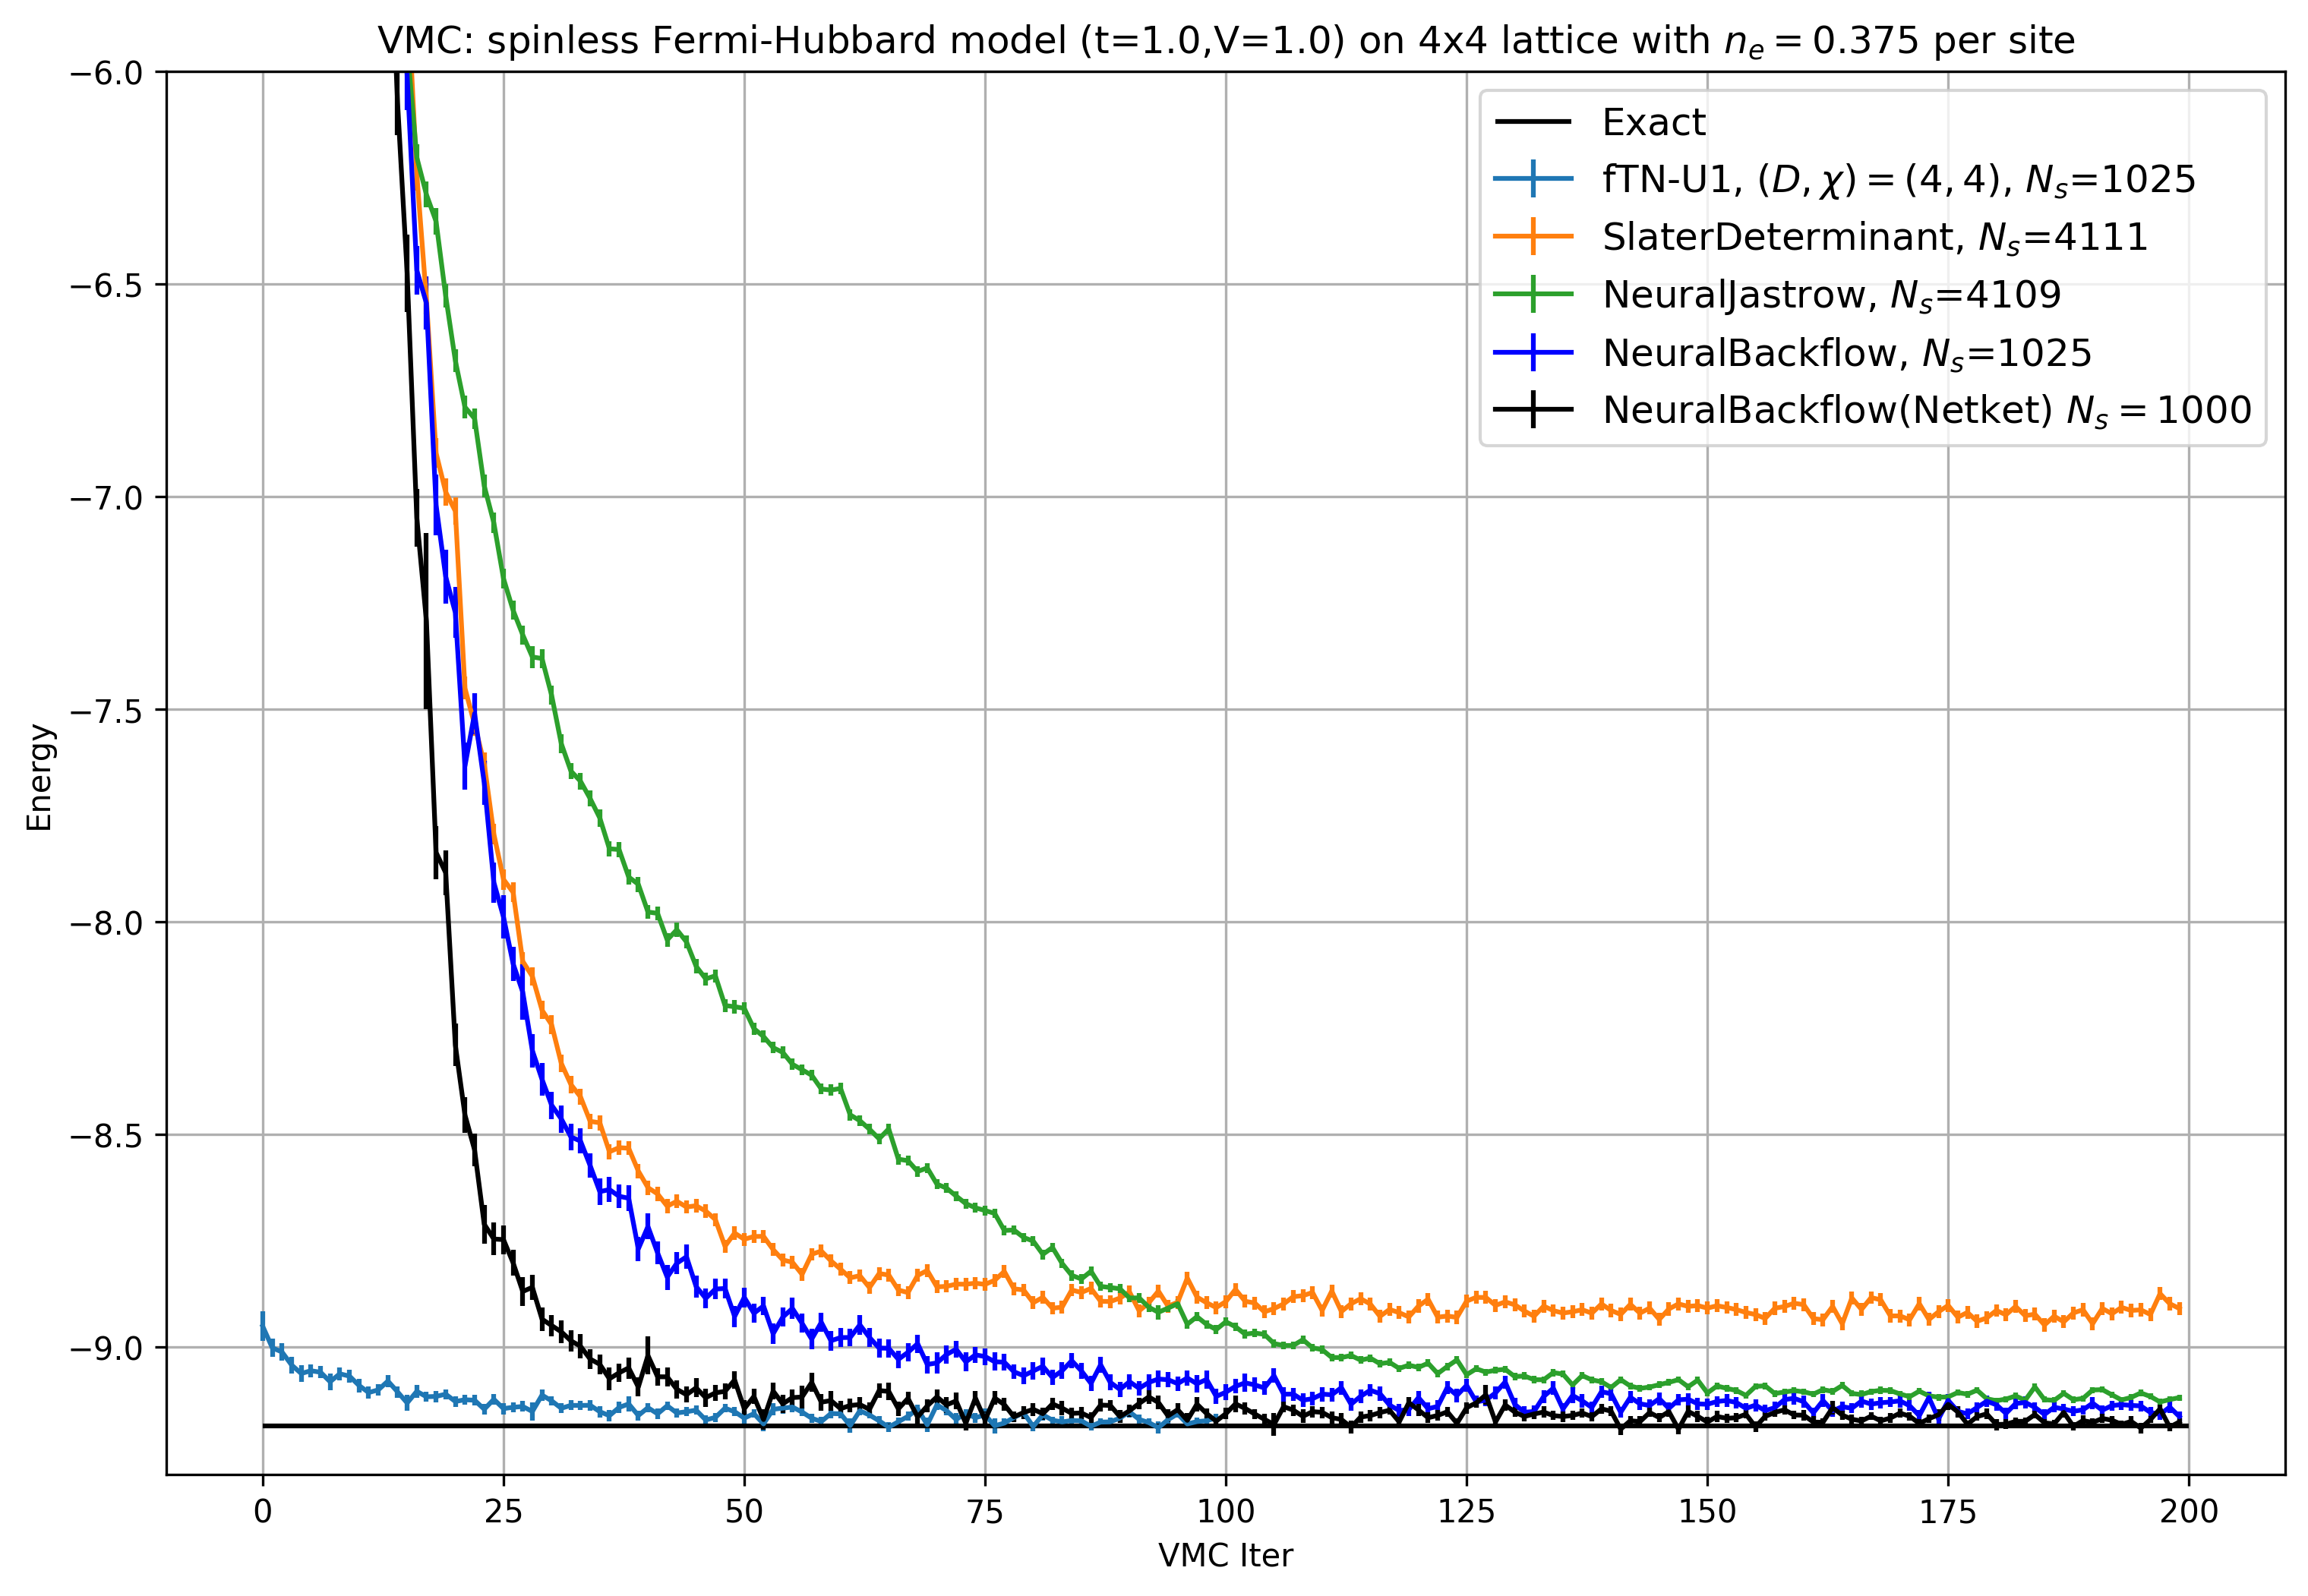 VMC: spinless Fermi-Hubbard model (t=1.0,V=1.0) on 4x4 lattice with $n_e = 0.375$ per site
−6.0
−6.5
−7.0
−7.5
−8.0
−8.5
−9.0
Energy
Exact
fTN-U1, $(D, \chi) = (4, 4)$, $N_s$=1025
SlaterDeterminant, $N_s$=4111
NeuralJastrow, $N_s$=4109
NeuralBackflow, $N_s$=1025
NeuralBackflow(Netket) $N_s = 1000$
0 25 50 75 100 125 150 175 200
VMC Iter